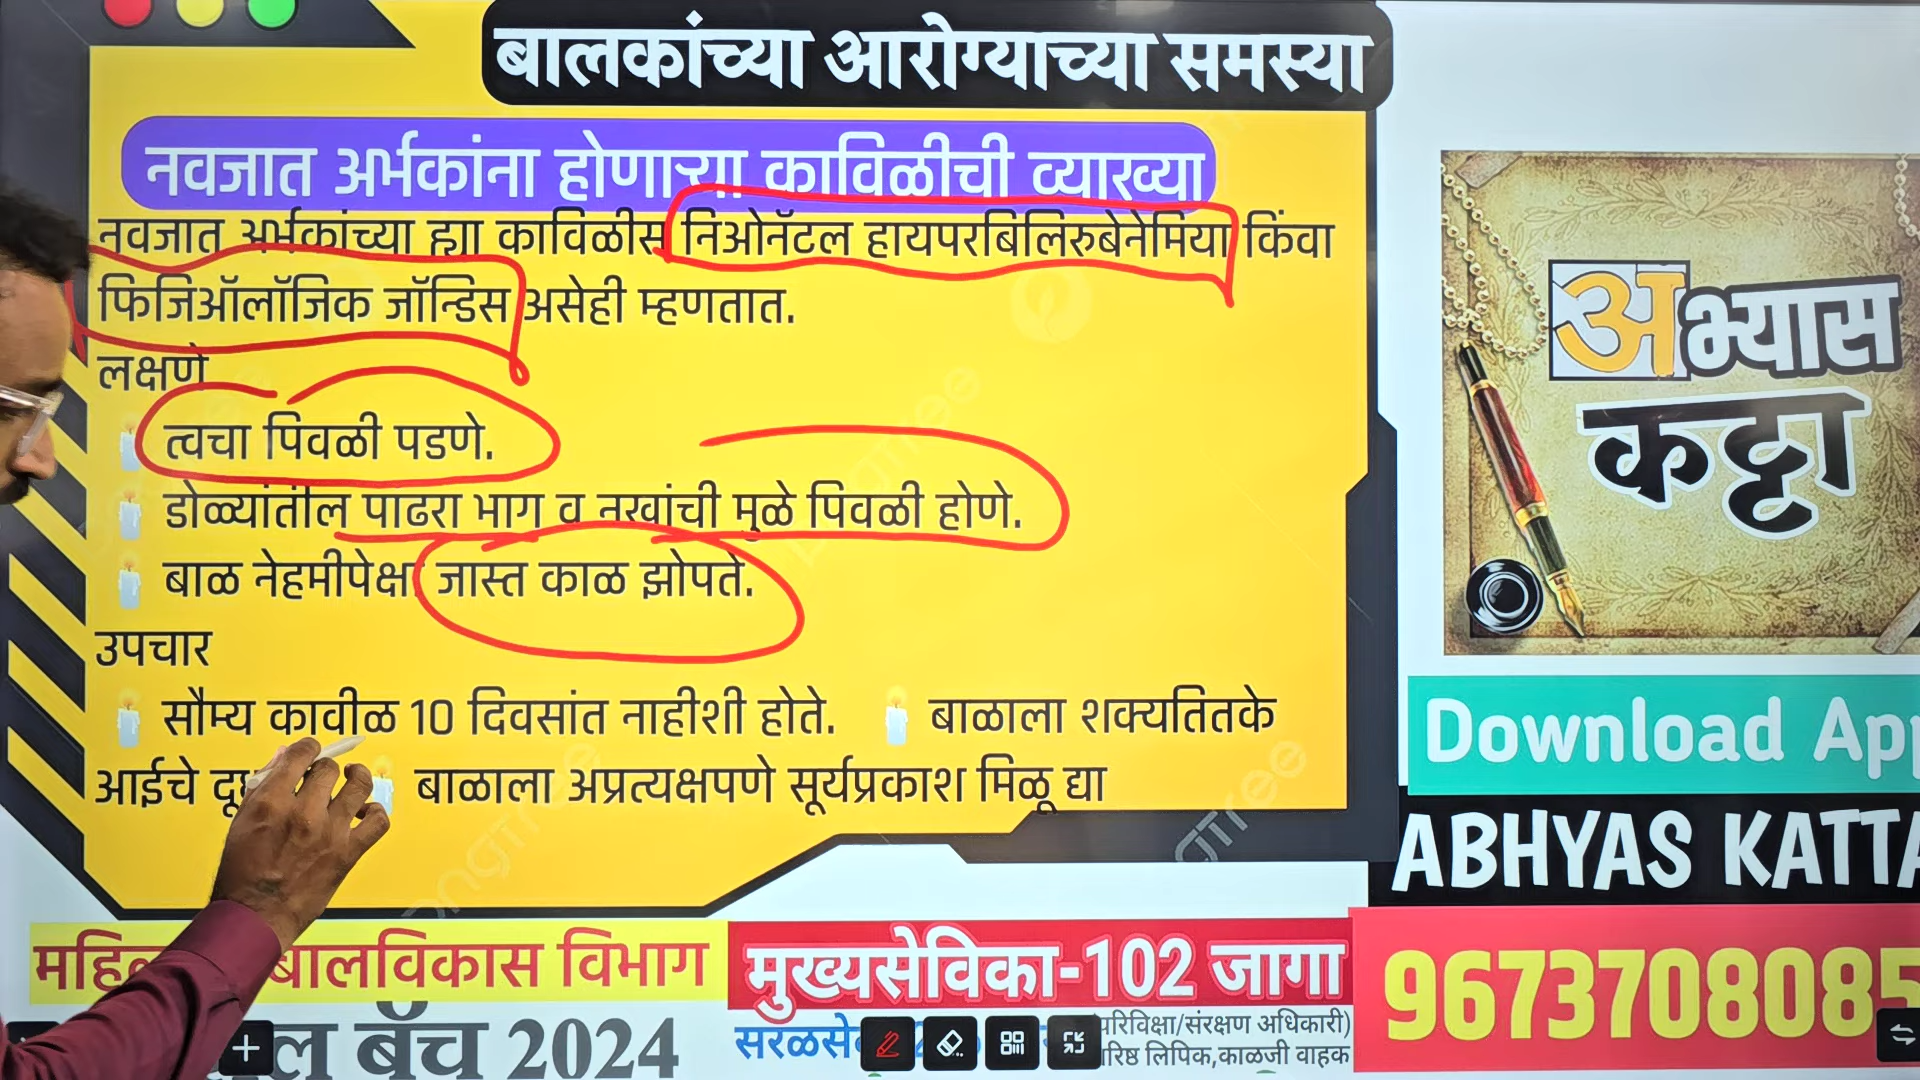 बालकांच्या आरोग्याच्या समस्या
नवजात अर्भकांना होणाऱ्या काविळीची व्याख्या
नवजात अर्भकांच्या ह्या काविळीस निओनॅटल हायपरबिलिरुबेनेमिया किंवा
फिजिऑलॉजिक जॉन्डिस असेही म्हणतात.
लक्षणे
त्वचा पिवळी पडणे.
डोळ्यांतील पाढरा भाग व नखांची मुळे पिवळी होणे.
बाळ नेहमीपेक्षा जास्त काळ झोपते.
उपचार
सौम्य कावीळ 10 दिवसांत नाहीशी होते. बाळाला शक्यतितके
आईचे बाळाला अप्रत्यक्षपणे सूर्यप्रकाश मिळू द्या
अभ्यास
कट्टा
Download App
ABHYAS KATTA
9673708085
बालविकास विभाग
मुख्यसेविका-102 जागा
बॅच 2024
परिविक्षा/संरक्षण अधिकारी)
लिपिक,काळजी वाहक
pngtree